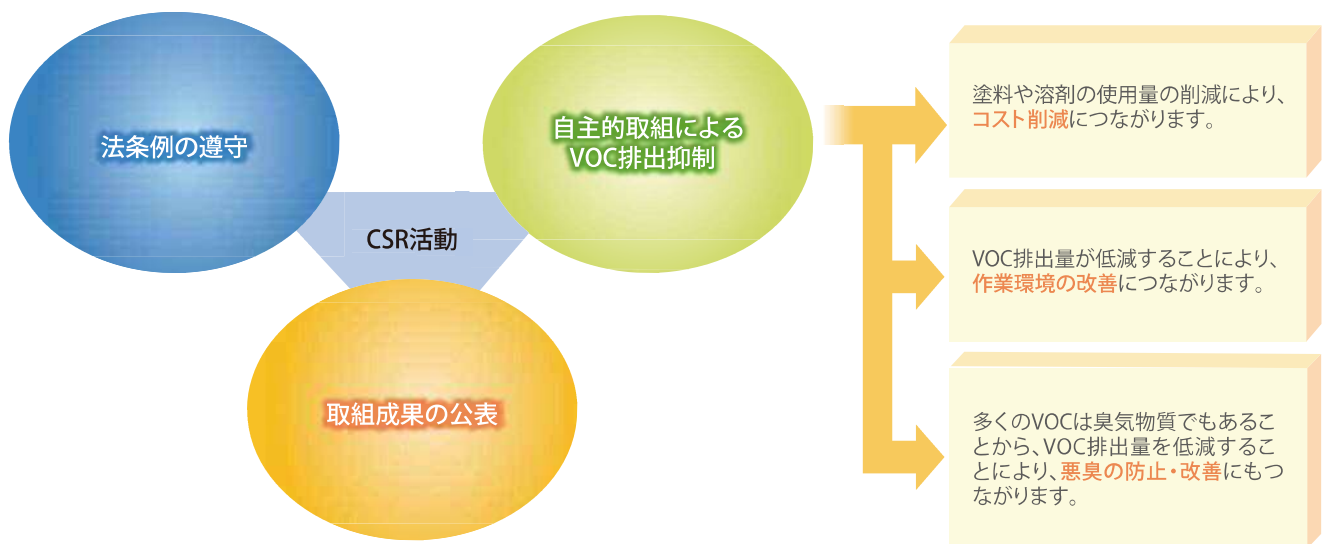 法条例の遵守
自主的取組による
VOC排出抑制
CSR活動
取組成果の公表
塗料や溶剤の使用量の削減により、
コスト削減につながります。
VOC排出量が低減することにより、
作業環境の改善につながります。
多くのVOCは臭気物質でもあるこ
とから、VOC排出量を低減するこ
とにより、悪臭の防止・改善にもつ
ながります。